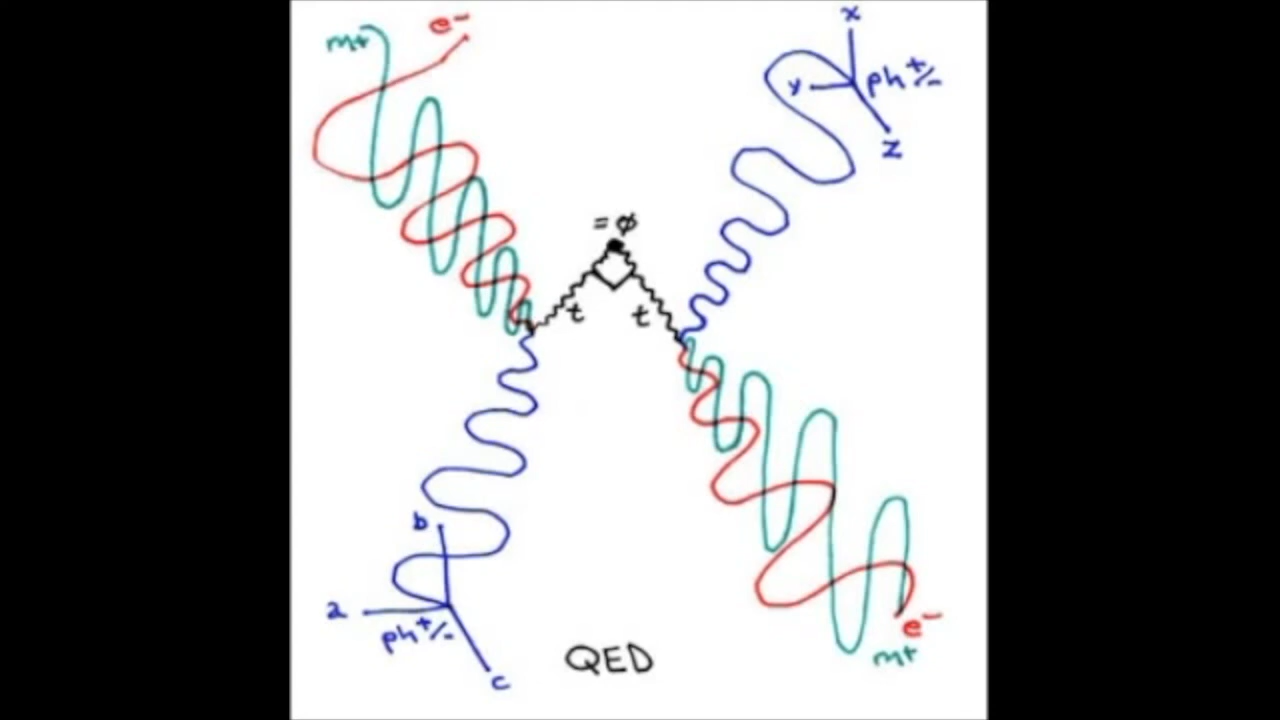 e-
m+
x
y
ph +/-
z
= ϕ
t
t
b
a
ph +/-
c
QED
e-
m+